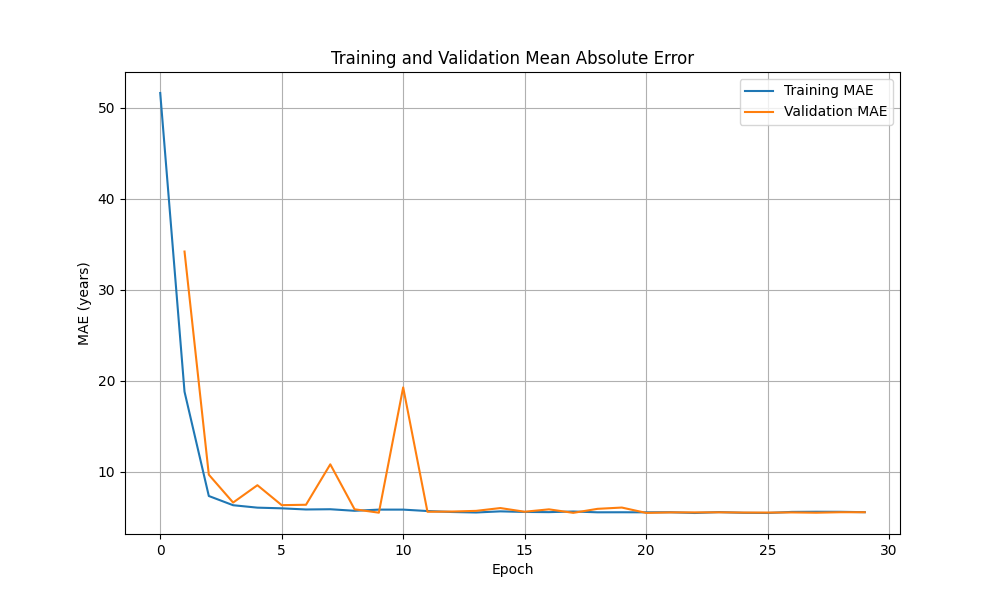 Training and Validation Mean Absolute Error
Training MAE
Validation MAE
MAE (years)
50
40
30
20
10
0 5 10 15 20 25 30
Epoch